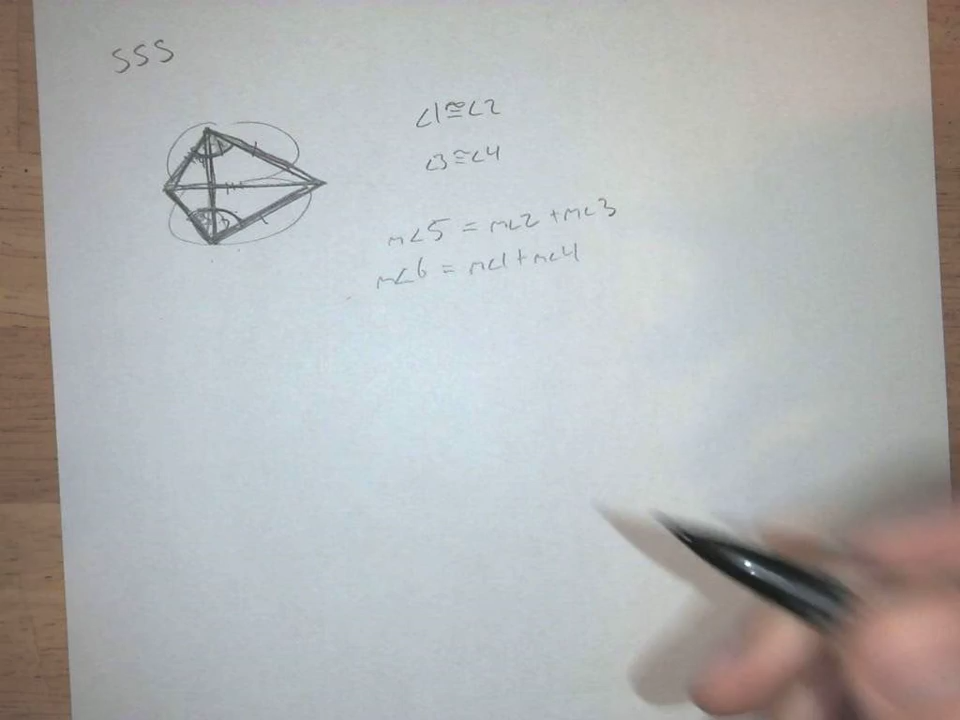 SSS
∠1≅∠2
∠3≅∠4
m∠5 = m∠2 + m∠3
m∠6 = m∠1 + m∠4